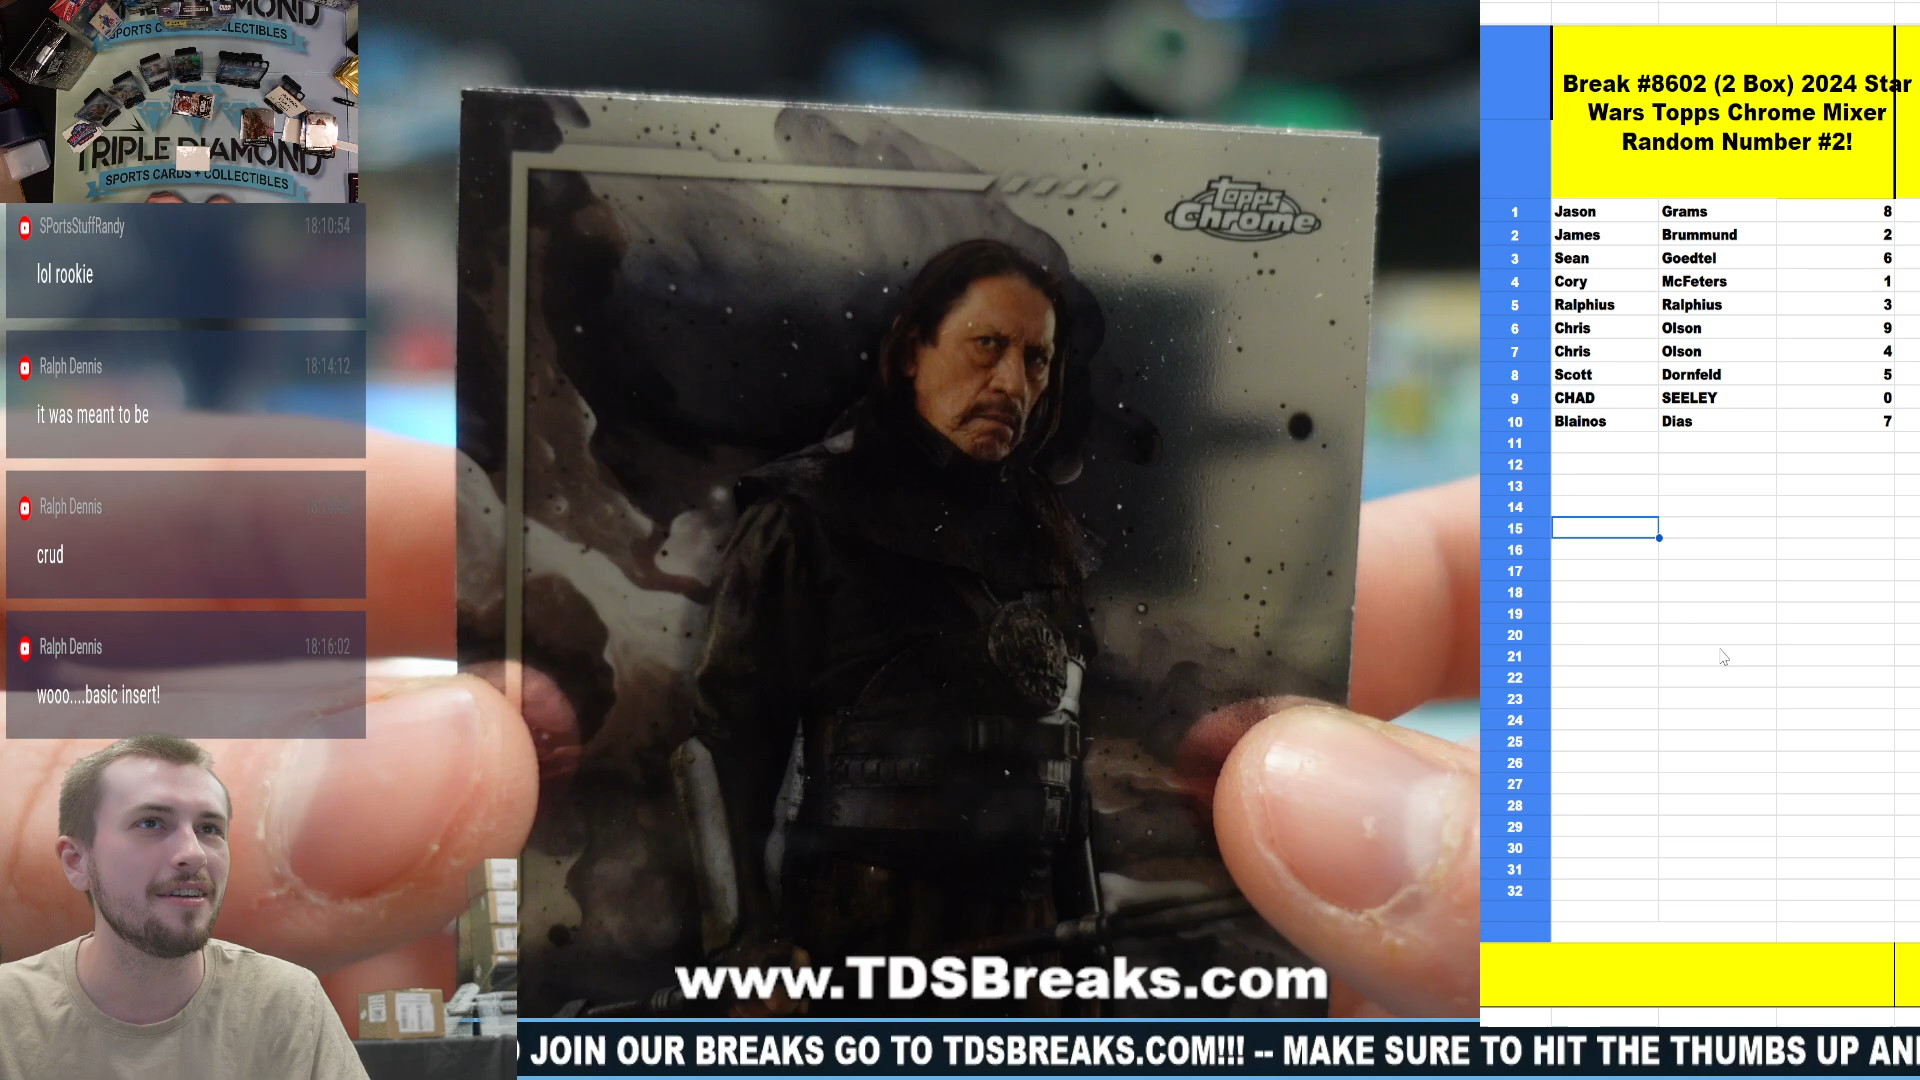 DIAMOND
SPORTS CARDS + COLLECTIBLES
TRIPLE DIAMOND
SPORTS CARDS + COLLECTIBLES
SPortsStuffRandy 18:10:54
lol rookie
Ralph Dennis 18:14:12
it was meant to be
Ralph Dennis
crud
Ralph Dennis 18:16:02
wooo....basic insert!
topps
Chrome
www.TDSBreaks.com
JOIN OUR BREAKS GO TO TDSBREAKS.COM!!! -- MAKE SURE TO HIT THE THUMBS UP AN
Break #8602 (2 Box) 2024 Star
Wars Topps Chrome Mixer
Random Number #2!
1 Jason Grams 8
2 James Brummund 2
3 Sean Goedtel 6
4 Cory McFeters 1
5 Ralphius Ralphius 3
6 Chris Olson 9
7 Chris Olson 4
8 Scott Dornfeld 5
9 CHAD SEELEY 0
10 Blainos Dias 7
11
12
13
14
15
16
17
18
19
20
21
22
23
24
25
26
27
28
29
30
31
32